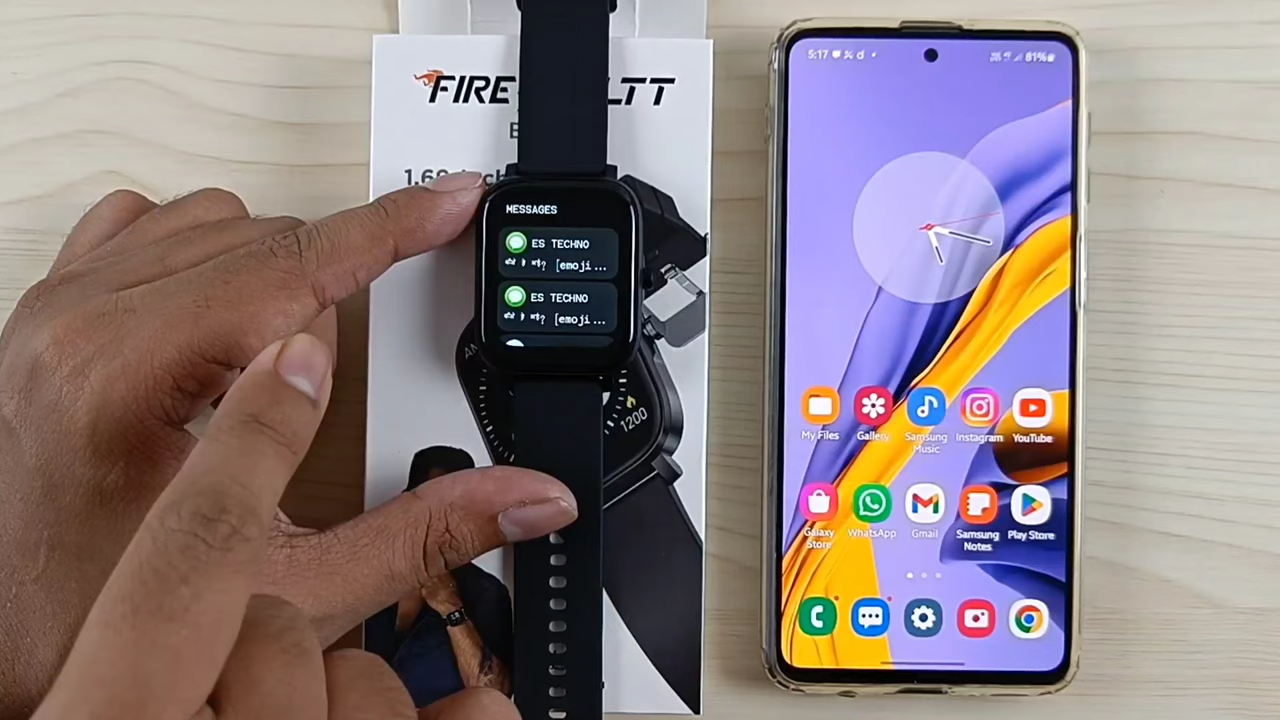 FIRE
LTT
MESSAGES
ES TECHNO
[emoji...
ES TECHNO
[emoji...
1200
5:17
81%
My Files
Gallery
Samsung
Music
Instagram
YouTube
Galaxy
Store
WhatsApp
Gmail
Samsung
Notes
Play Store